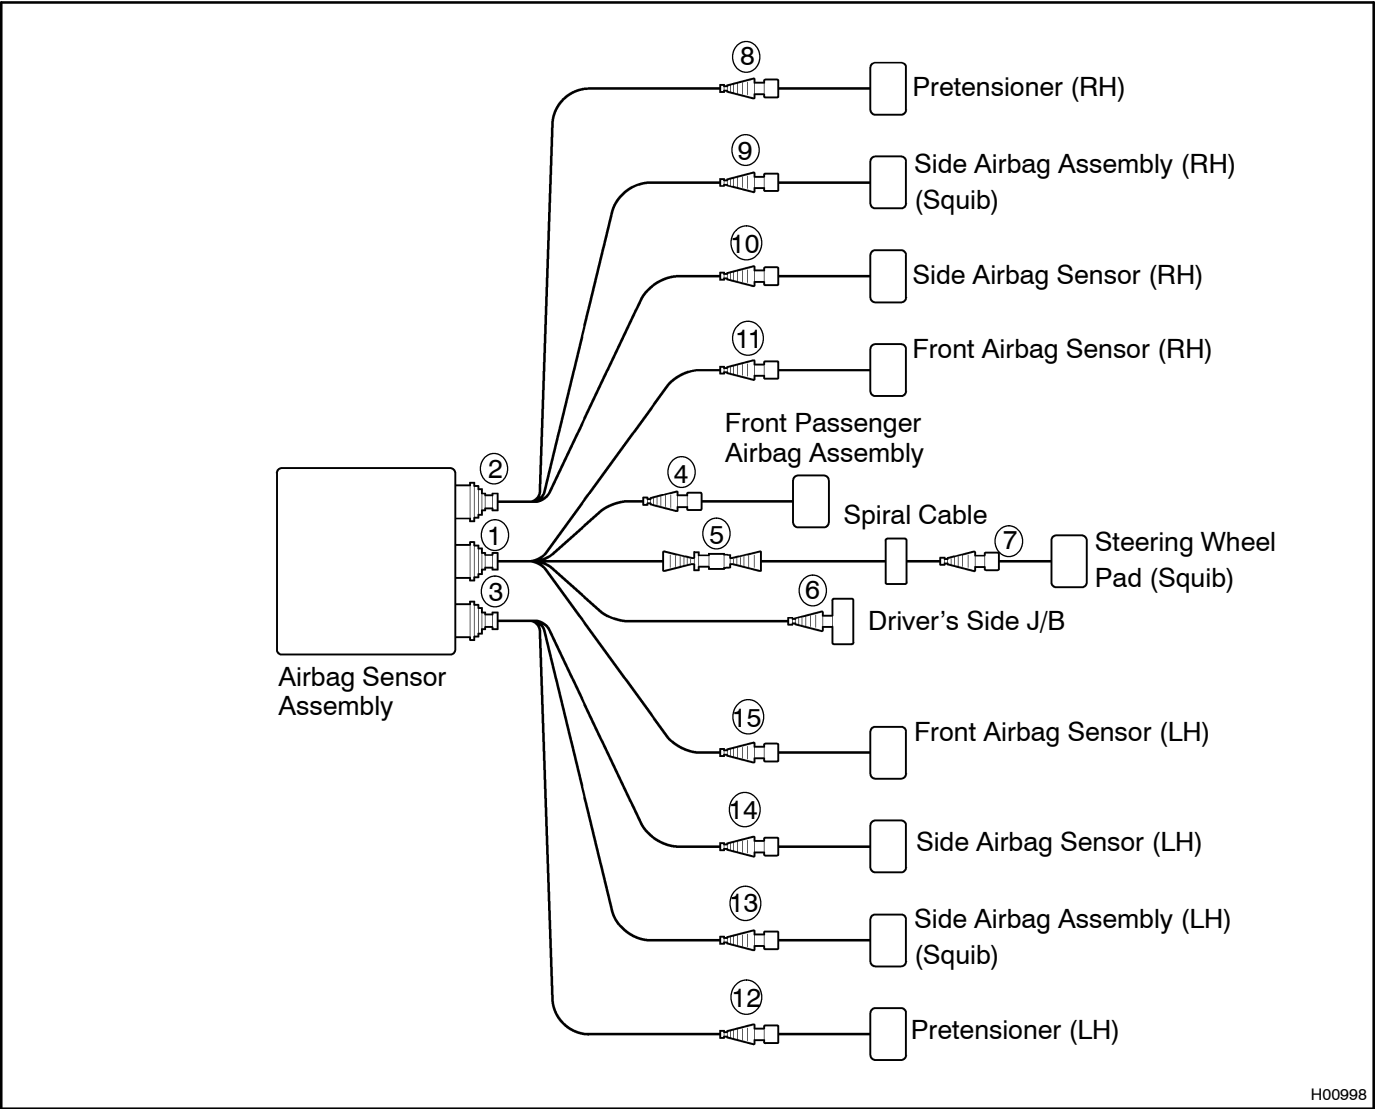 8
Pretensioner (RH)
9
Side Airbag Assembly (RH)
(Squib)
10
Side Airbag Sensor (RH)
11
Front Airbag Sensor (RH)
Front Passenger
Airbag Assembly
2
4
Spiral Cable
1
5
7
Steering Wheel
Pad (Squib)
3
6
Driver’s Side J/B
Airbag Sensor
Assembly
15
Front Airbag Sensor (LH)
14
Side Airbag Sensor (LH)
13
Side Airbag Assembly (LH)
(Squib)
12
Pretensioner (LH)
H00998